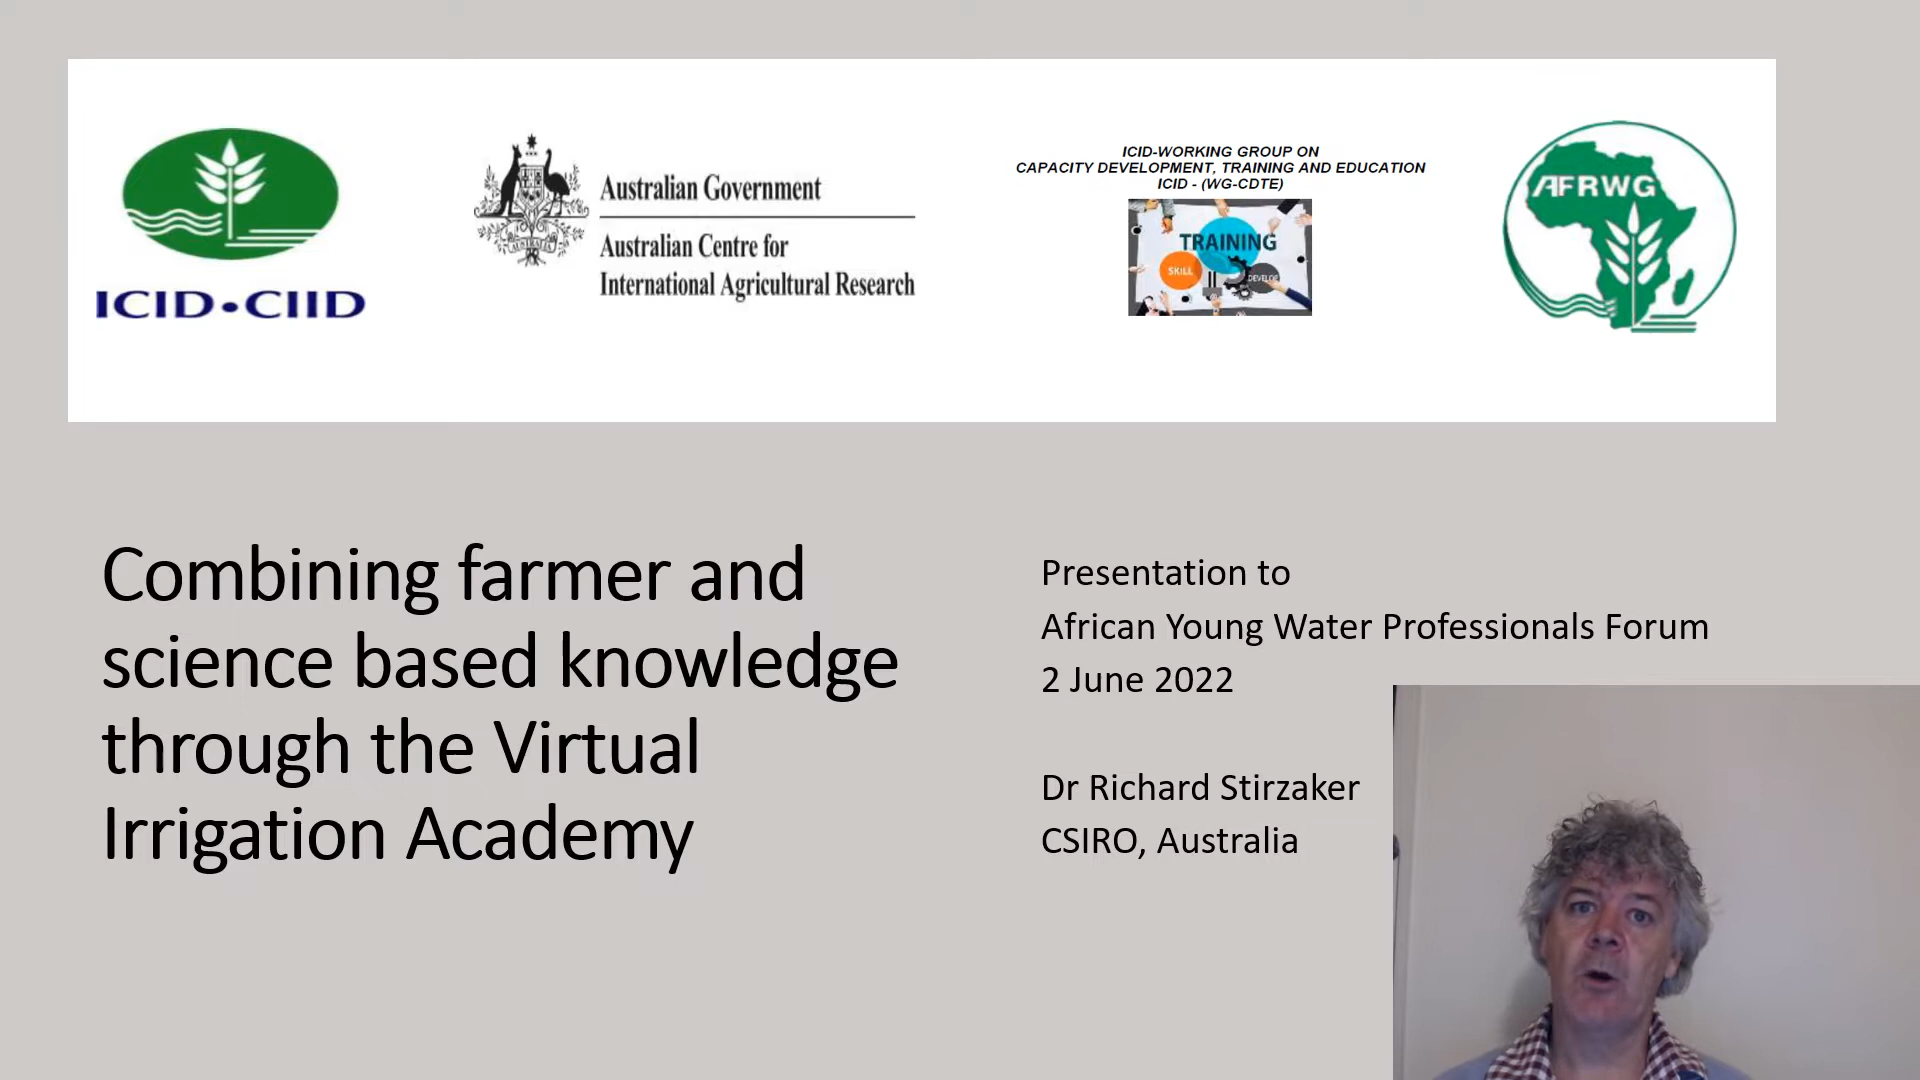 ICID•CIID
Australian Government
Australian Centre for
International Agricultural Research
ICID-WORKING GROUP ON
CAPACITY DEVELOPMENT, TRAINING AND EDUCATION
ICID - (WG-CDTE)
TRAINING
SKILL
DEVELOP
AFRWG
Combining farmer and
science based knowledge
through the Virtual
Irrigation Academy
Presentation to
African Young Water Professionals Forum
2 June 2022
Dr Richard Stirzaker
CSIRO, Australia